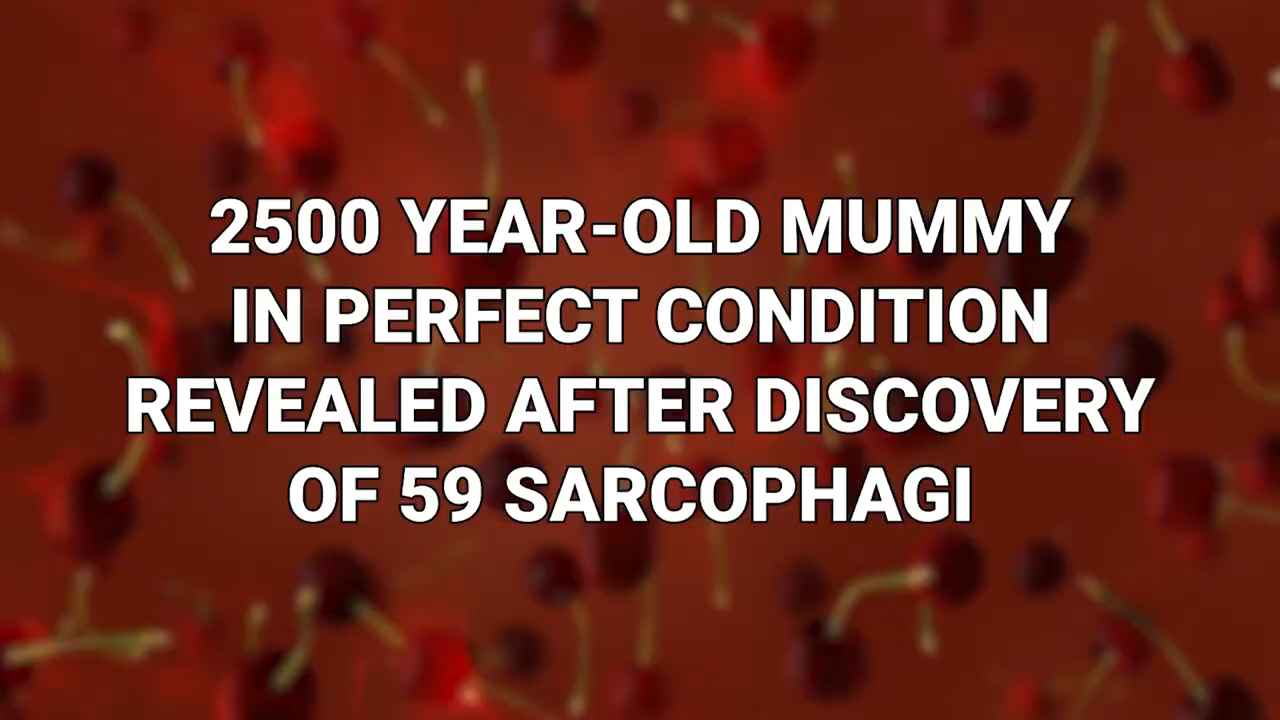 2500 YEAR-OLD MUMMY
IN PERFECT CONDITION
REVEALED AFTER DISCOVERY
OF 59 SARCOPHAGI